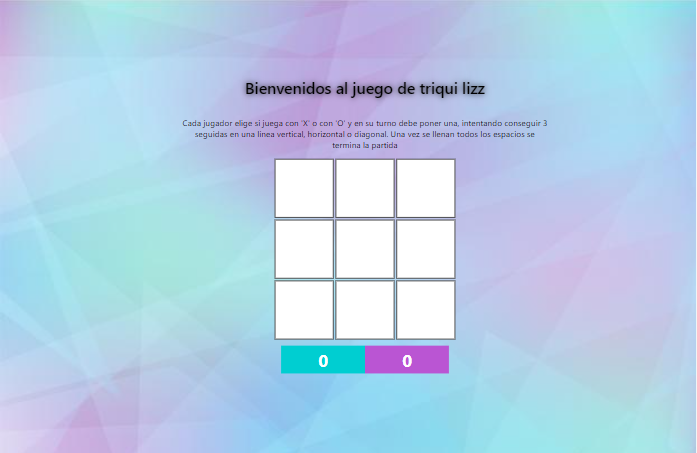 Bienvenidos al juego de triqui lizz
Cada jugador elige si juega con 'X' o con 'O' y en su turno debe poner una, intentando conseguir 3
seguidas en una linea vertical, horizontal o diagonal. Una vez se llenan todos los espacios se
termina la partida
0 0